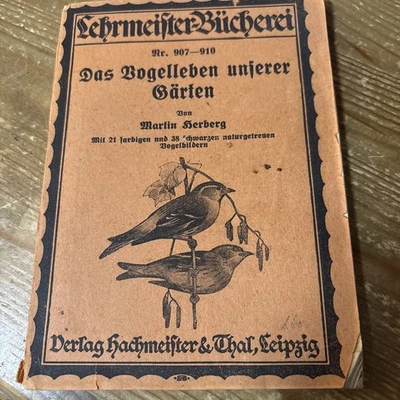 Lehrmeister-Bücherei
Nr. 907—910
Das Vogelleben unserer
Gärten
Von
Martin Herberg
Mit 21 farbigen und 38 schwarzen naturgetreuen
Vogelbildern
Verlag Hachmeister & Thal, Leipzig